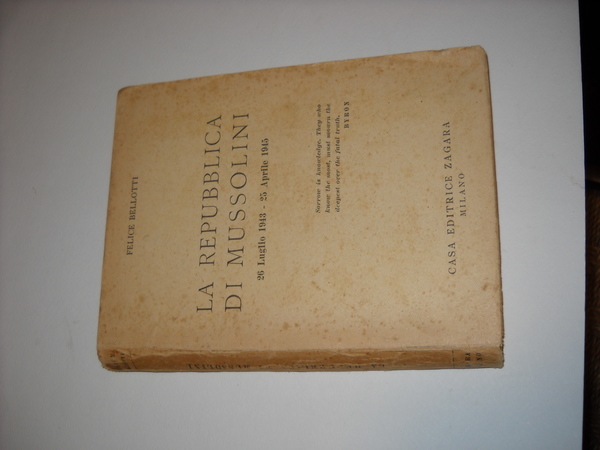 FELICE BELLOTTI
LA REPUBBLICA
DI MUSSOLINI
26 Luglio 1943 - 25 Aprile 1945
Sorrow is knowledge. They who
know the most, must mourn the
deepest over the fatal truth.
BYRON
CASA EDITRICE ZAGARA
MILANO